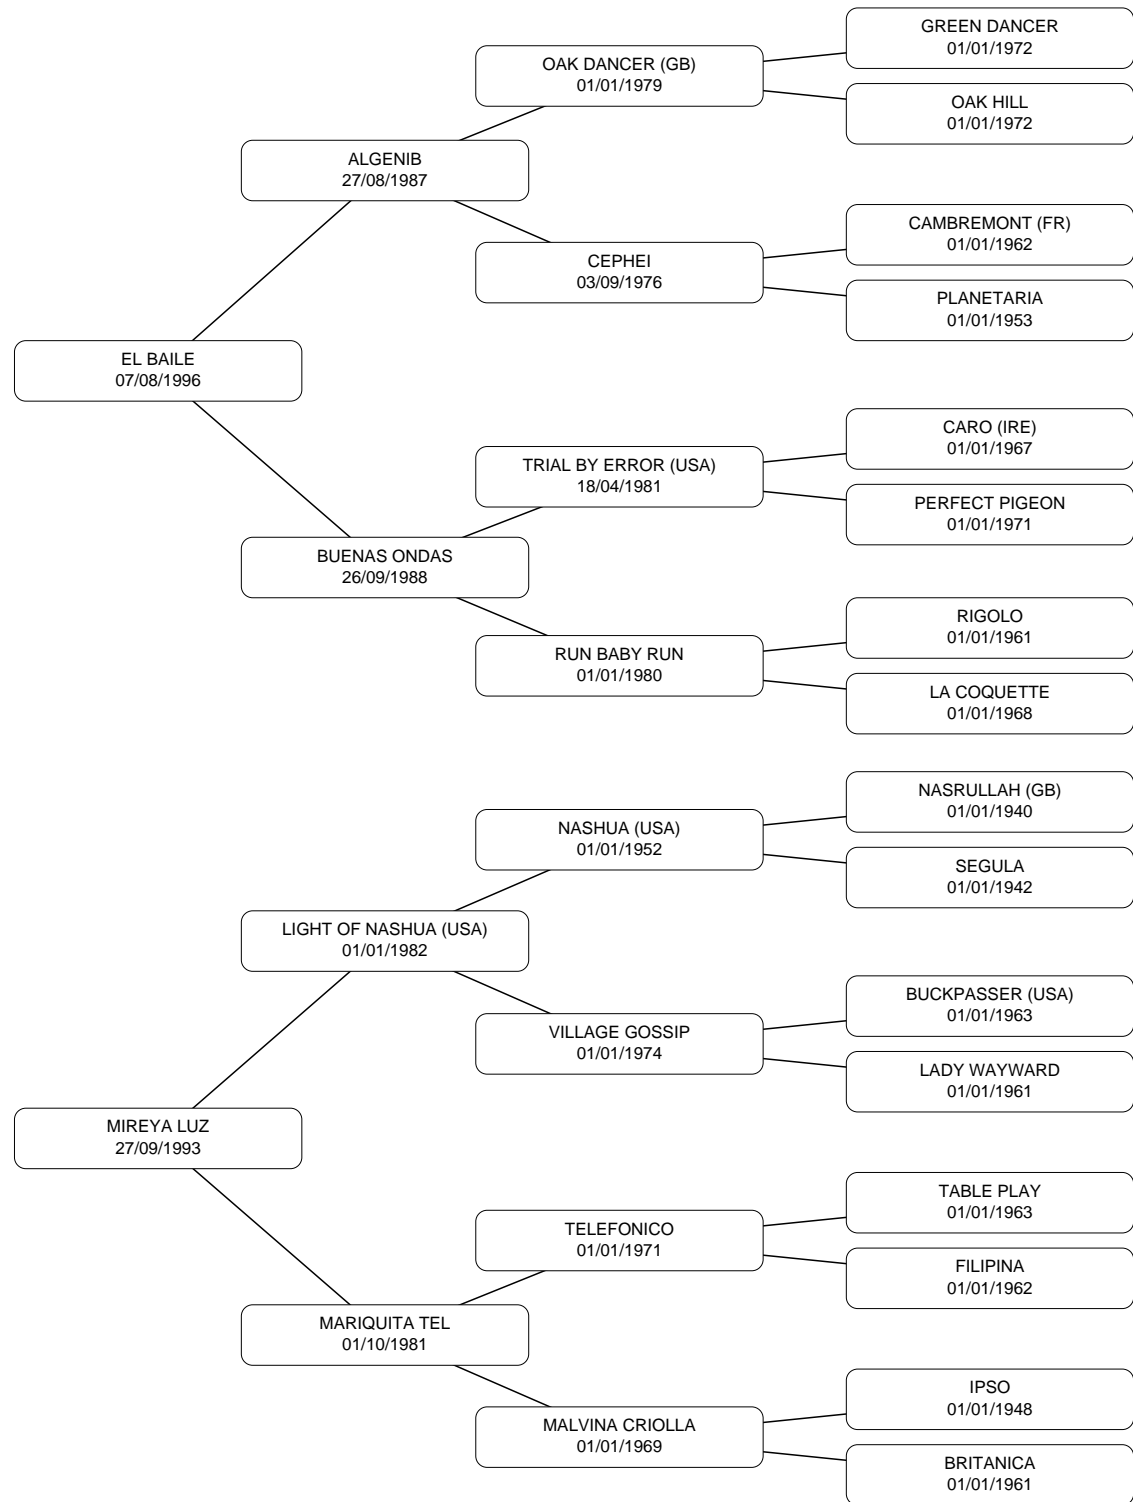 GREEN DANCER
01/01/1972
OAK DANCER (GB)
01/01/1979
OAK HILL
01/01/1972
ALGENIB
27/08/1987
CAMBREMONT (FR)
01/01/1962
CEPHEI
03/09/1976
PLANETARIA
01/01/1953
EL BAILE
07/08/1996
CARO (IRE)
01/01/1967
TRIAL BY ERROR (USA)
18/04/1981
PERFECT PIGEON
01/01/1971
BUENAS ONDAS
26/09/1988
RIGOLO
01/01/1961
RUN BABY RUN
01/01/1980
LA COQUETTE
01/01/1968
NASRULLAH (GB)
01/01/1940
NASHUA (USA)
01/01/1952
SEGULA
01/01/1942
LIGHT OF NASHUA (USA)
01/01/1982
BUCKPASSER (USA)
01/01/1963
VILLAGE GOSSIP
01/01/1974
LADY WAYWARD
01/01/1961
MIREYA LUZ
27/09/1993
TABLE PLAY
01/01/1963
TELEFONICO
01/01/1971
FILIPINA
01/01/1962
MARIQUITA TEL
01/10/1981
IPSO
01/01/1948
MALVINA CRIOLLA
01/01/1969
BRITANICA
01/01/1961